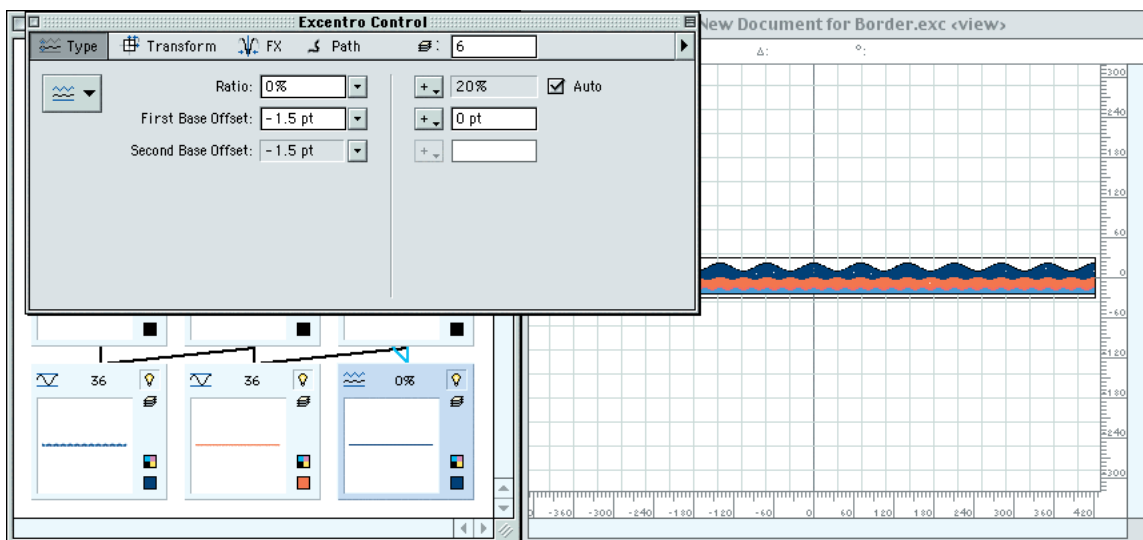 Excentro Control
New Document for Border.exc <view>
Type Transform FX Path : 6
Δ: °:
Ratio: 0% + 20% Auto
First Base Offset: -1.5 pt + 0 pt
Second Base Offset: -1.5 pt +
300
240
180
120
60
0
-60
-120
-180
-240
-300
36 36 0%
-360 -300 -240 -180 -120 -60 0 60 120 180 240 300 360 420